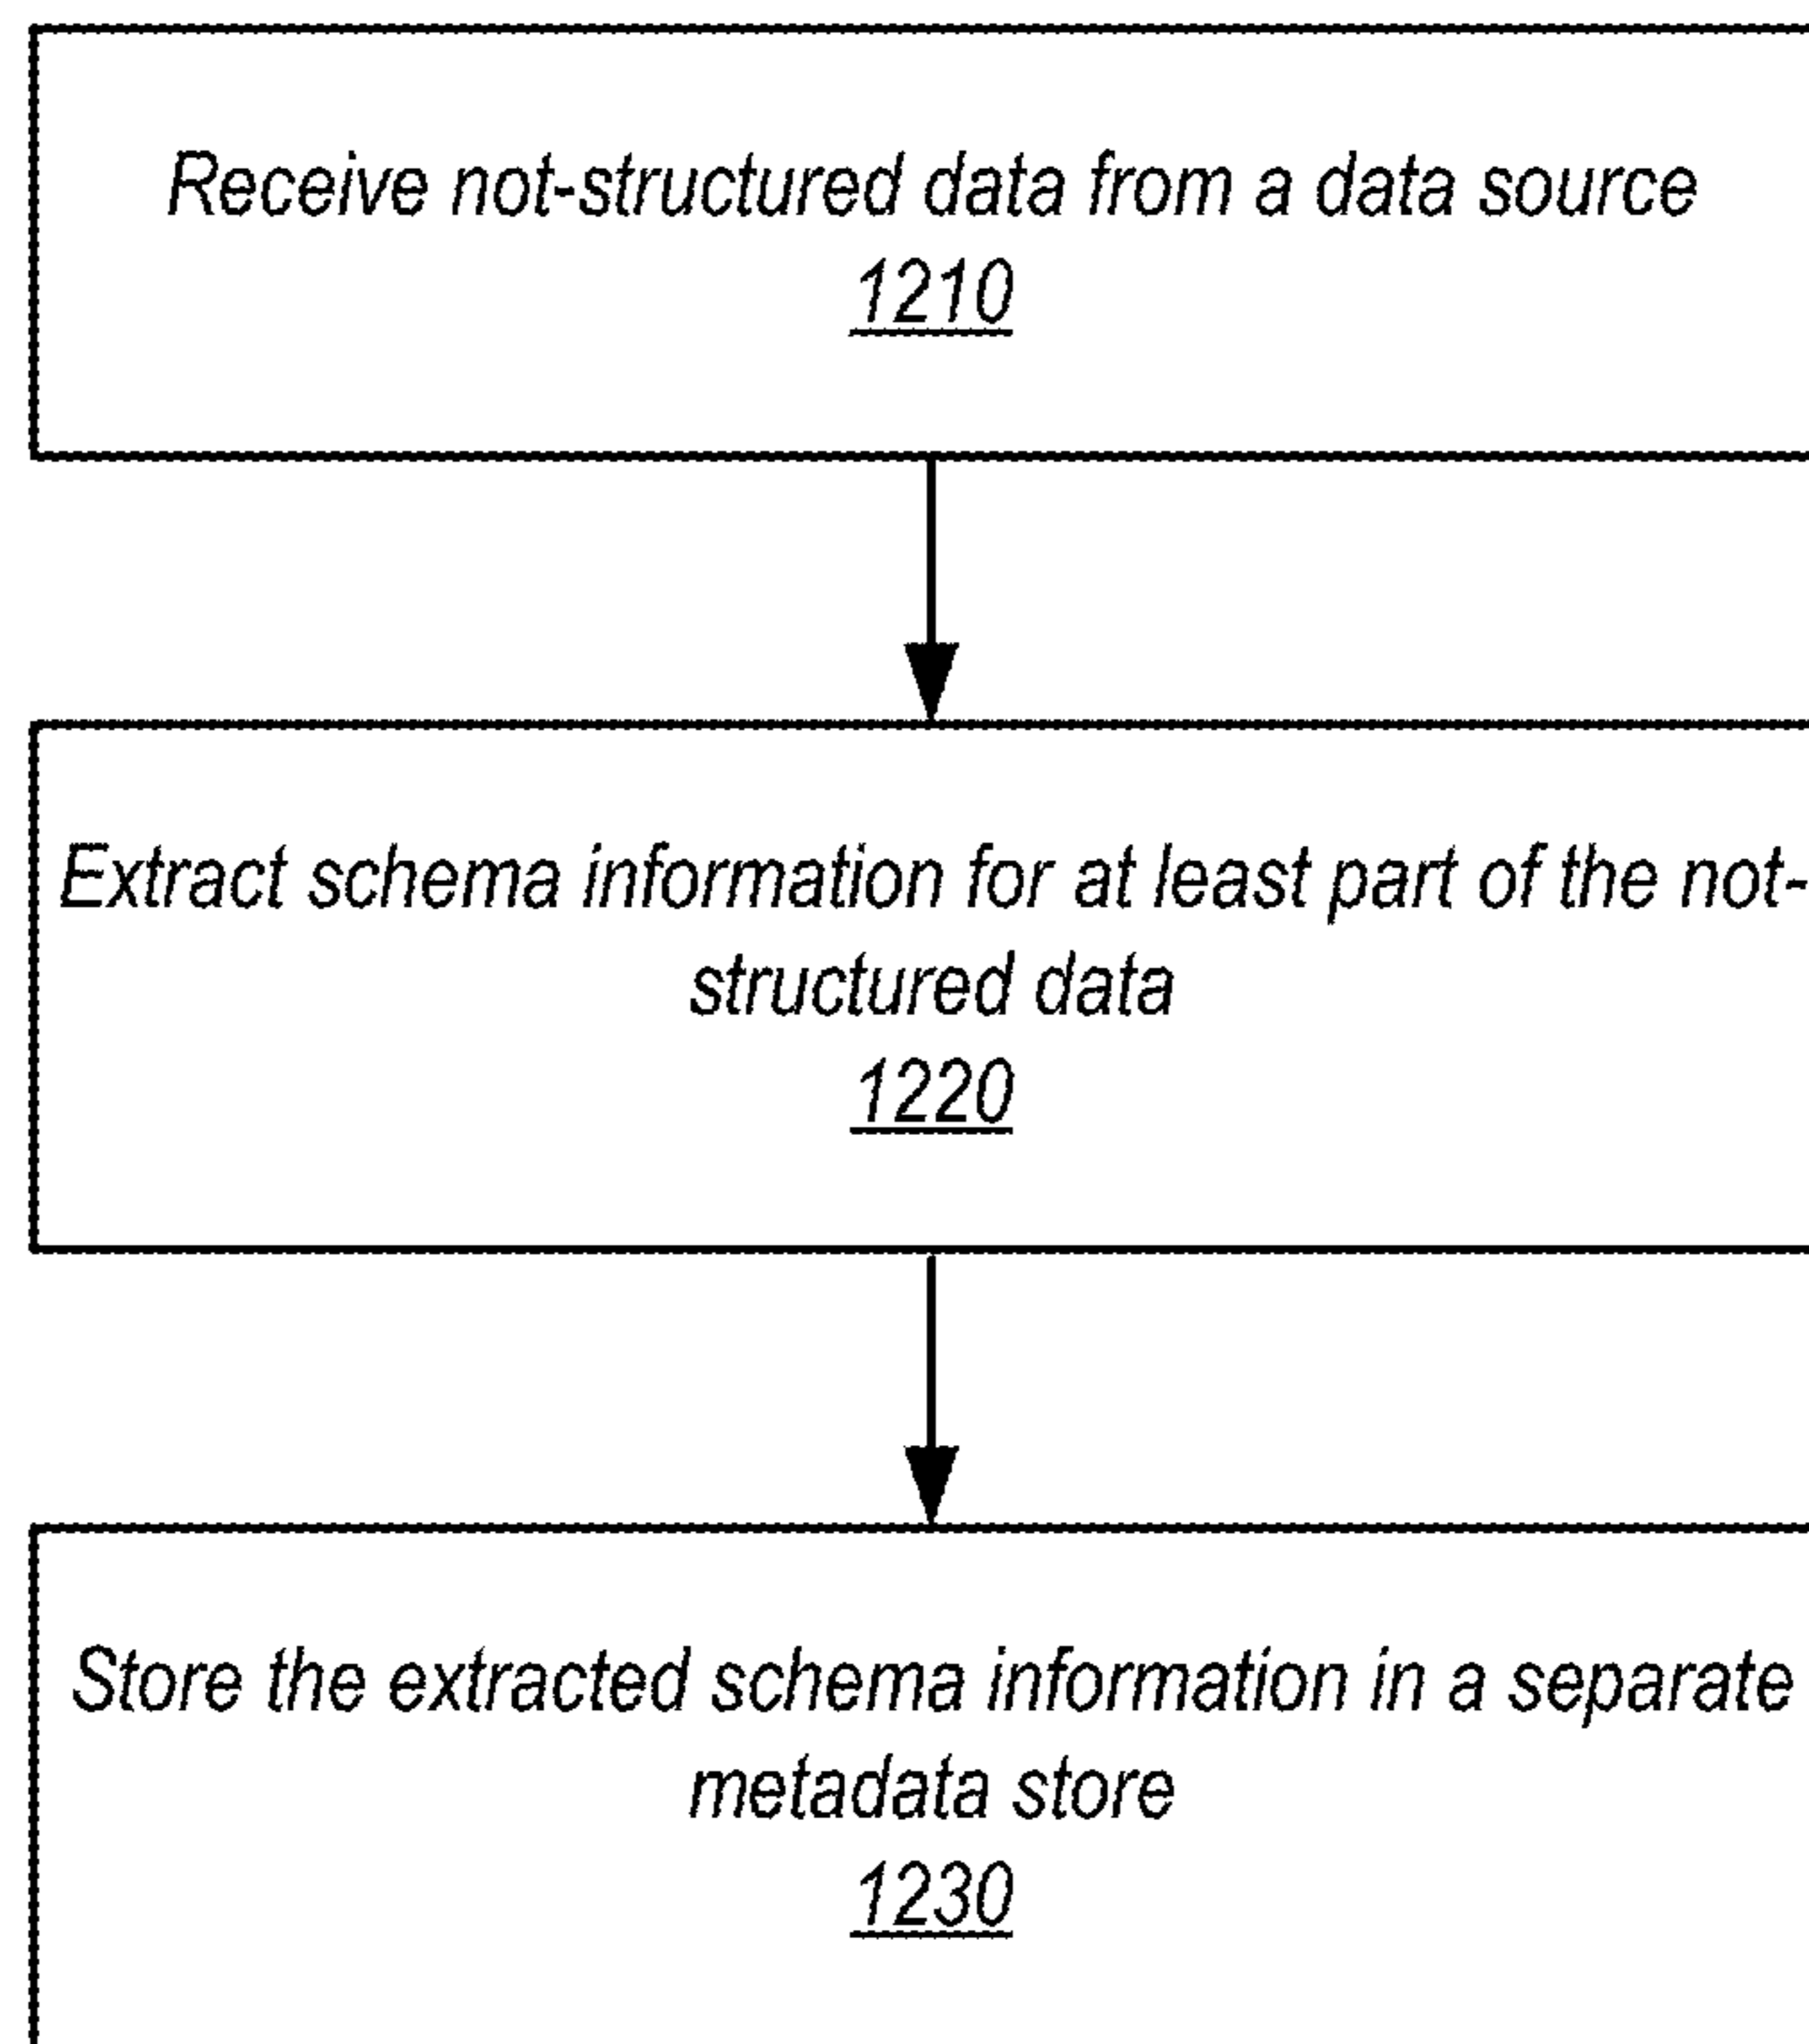 Receive not-structured data from a data source
1210
Extract schema information for at least part of the not-
structured data
1220
Store the extracted schema information in a separate
metadata store
1230